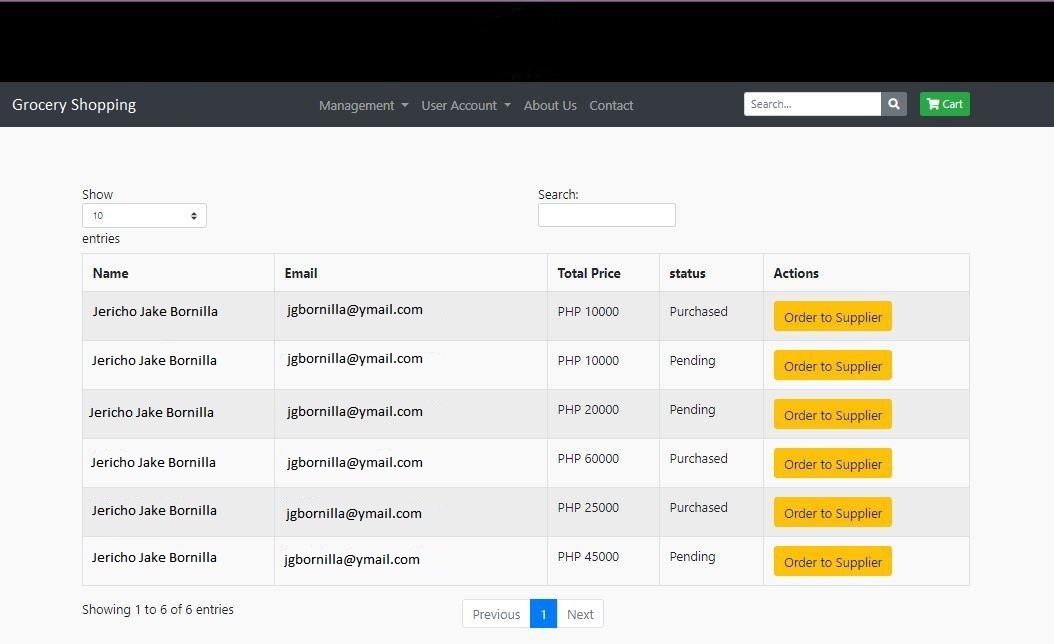 Grocery Shopping Management User Account About Us Contact Search... Cart
Show
10
entries
Search:
Name Email Total Price status Actions
Jericho Jake Bornilla jgbornilla@ymail.com PHP 10000 Purchased Order to Supplier
Jericho Jake Bornilla jgbornilla@ymail.com PHP 10000 Pending Order to Supplier
Jericho Jake Bornilla jgbornilla@ymail.com PHP 20000 Pending Order to Supplier
Jericho Jake Bornilla jgbornilla@ymail.com PHP 60000 Purchased Order to Supplier
Jericho Jake Bornilla jgbornilla@ymail.com PHP 25000 Purchased Order to Supplier
Jericho Jake Bornilla jgbornilla@ymail.com PHP 45000 Pending Order to Supplier
Showing 1 to 6 of 6 entries Previous 1 Next